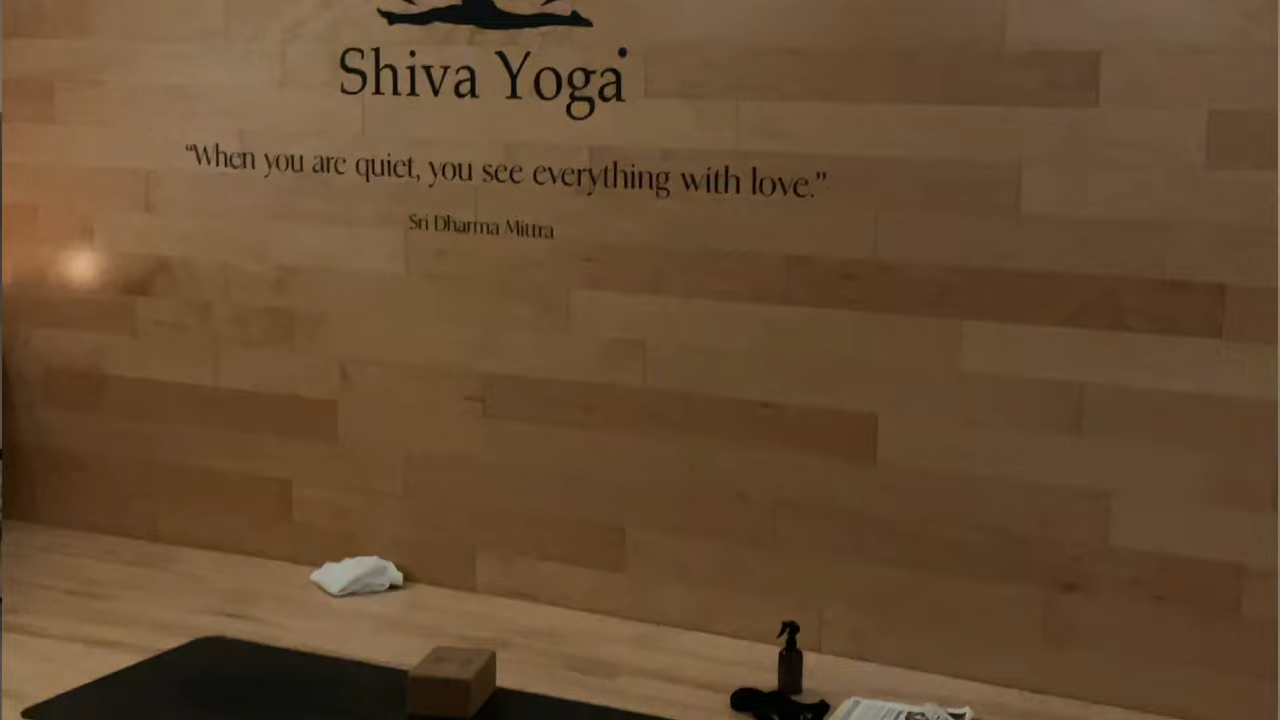 Shiva Yoga
“When you are quiet, you see everything with love.”
Sri Dharma Mittra